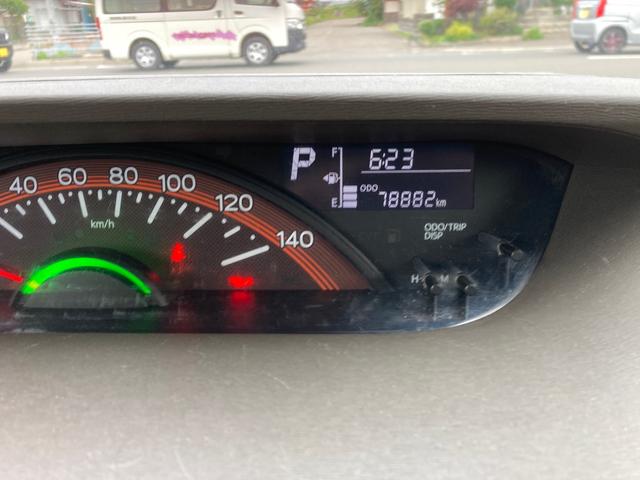 40 60 80 100 120 140
km/h
P
F
6:23
ODO
E
78882km
ODO/TRIP
DISP
H M